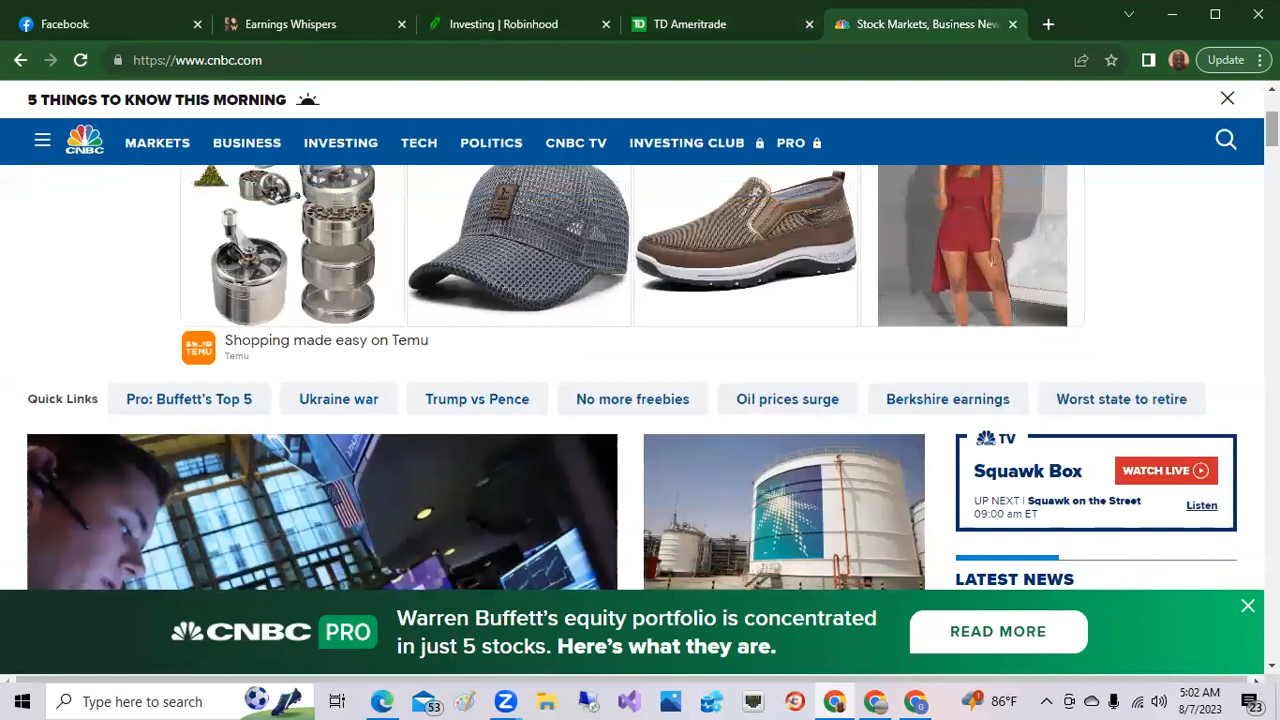 Facebook
Earnings Whispers
Investing | Robinhood
TD Ameritrade
Stock Markets, Business New
https://www.cnbc.com
Update
5 THINGS TO KNOW THIS MORNING
CNBC
MARKETS
BUSINESS
INVESTING
TECH
POLITICS
CNBC TV
INVESTING CLUB
PRO
TEMU
Shopping made easy on Temu
Temu
Quick Links
Pro: Buffett's Top 5
Ukraine war
Trump vs Pence
No more freebies
Oil prices surge
Berkshire earnings
Worst state to retire
TV
Squawk Box
WATCH LIVE
UP NEXT | Squawk on the Street
09:00 am ET
Listen
LATEST NEWS
CNBC PRO
Warren Buffett's equity portfolio is concentrated
in just 5 stocks. Here's what they are.
READ MORE
Type here to search
53
86°F
5:02 AM
8/7/2023
23